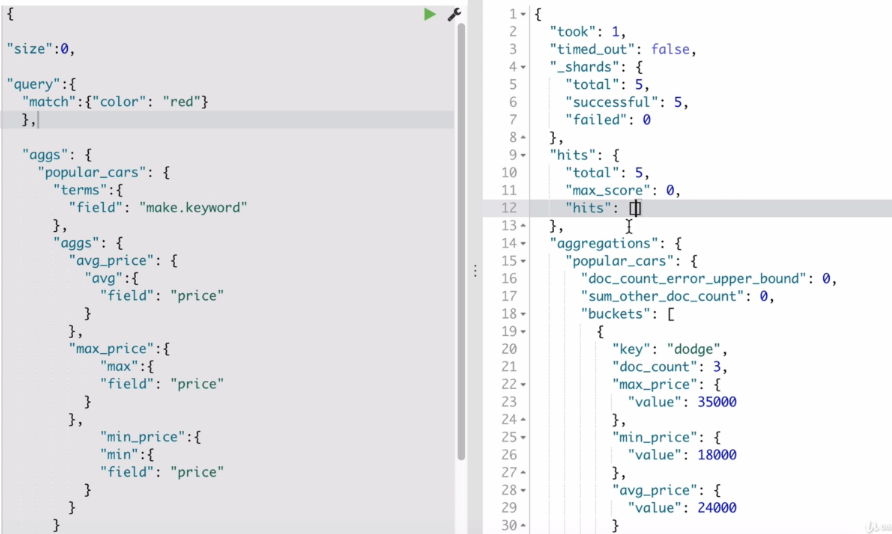 {
"size":0,
"query":{
"match":{"color": "red"}
},
"aggs": {
"popular_cars": {
"terms":{
"field": "make.keyword"
},
"aggs": {
"avg_price": {
"avg":{
"field": "price"
}
},
"max_price":{
"max":{
"field": "price"
}
},
"min_price":{
"min":{
"field": "price"
}
}
}
1 {
2 "took": 1,
3 "timed_out": false,
4 "_shards": {
5 "total": 5,
6 "successful": 5,
7 "failed": 0
8 },
9 "hits": {
10 "total": 5,
11 "max_score": 0,
12 "hits": []
13 },
14 "aggregations": {
15 "popular_cars": {
16 "doc_count_error_upper_bound": 0,
17 "sum_other_doc_count": 0,
18 "buckets": [
19 {
20 "key": "dodge",
21 "doc_count": 3,
22 "max_price": {
23 "value": 35000
24 },
25 "min_price": {
26 "value": 18000
27 },
28 "avg_price": {
29 "value": 24000
30 }